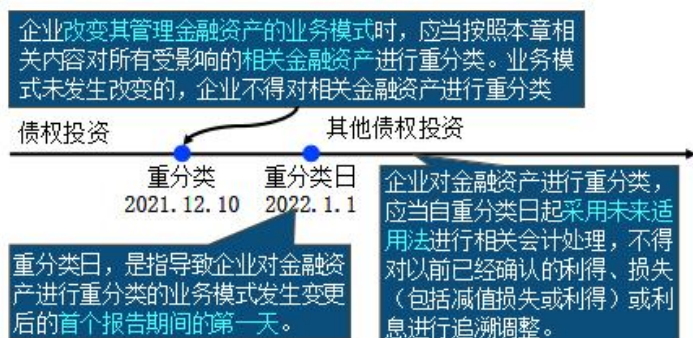 企业改变其管理金融资产的业务模式时，应当按照本章相
关内容对所有受影响的相关金融资产进行重分类。业务模
式未发生改变的，企业不得对相关金融资产进行重分类
债权投资
其他债权投资
重分类
2021.12.10
重分类日
2022.1.1
企业对金融资产进行重分类，
应当自重分类日起采用未来适
用法进行相关会计处理，不得
对以前已经确认的利得、损失
（包括减值损失或利得）或利
息进行追溯调整。
重分类日，是指导致企业对金融资
产进行重分类的业务模式发生变更
后的首个报告期间的第一天。